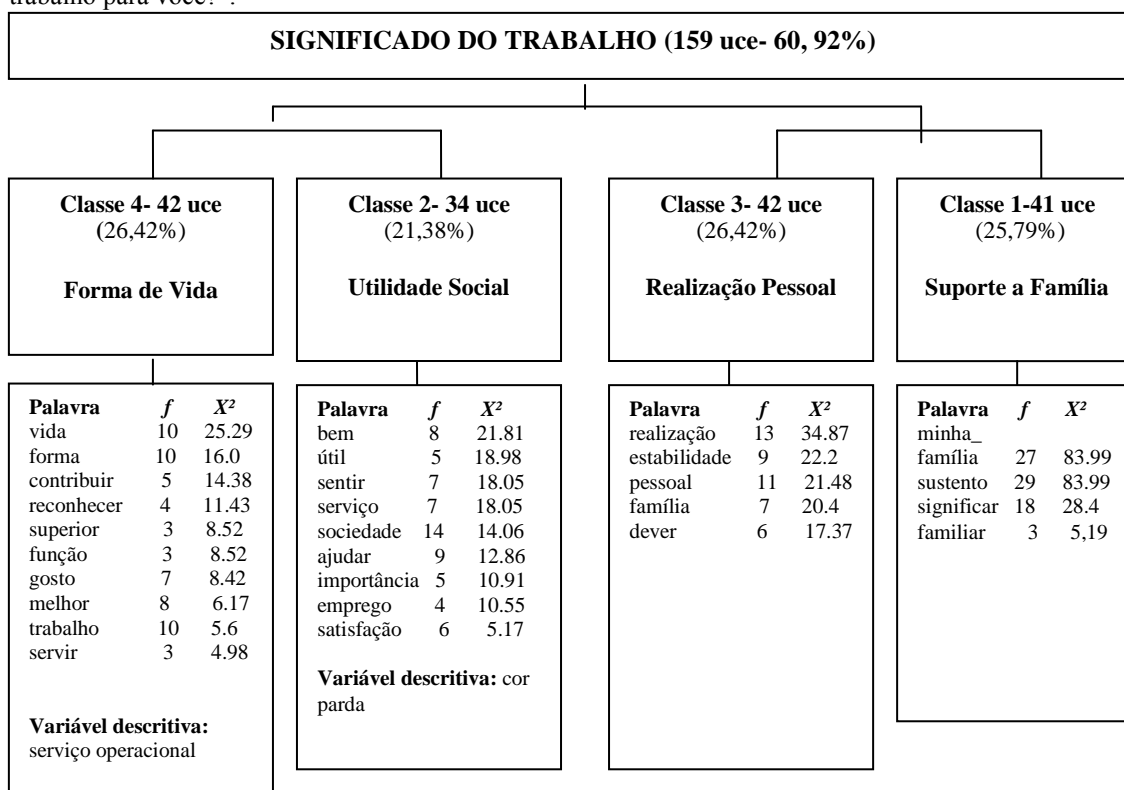 trabalho para você?”.
SIGNIFICADO DO TRABALHO (159 uce- 60, 92%)
Classe 4- 42 uce
(26,42%)
Forma de Vida
Classe 2- 34 uce
(21,38%)
Utilidade Social
Classe 3- 42 uce
(26,42%)
Realização Pessoal
Classe 1-41 uce
(25,79%)
Suporte a Família
Palavra f X²
vida 10 25.29
forma 10 16.0
contribuir 5 14.38
reconhecer 4 11.43
superior 3 8.52
função 3 8.52
gosto 7 8.42
melhor 8 6.17
trabalho 10 5.6
servir 3 4.98
Variável descritiva:
serviço operacional
Palavra f X²
bem 8 21.81
útil 5 18.98
sentir 7 18.05
serviço 7 18.05
sociedade 14 14.06
ajudar 9 12.86
importância 5 10.91
emprego 4 10.55
satisfação 6 5.17
Variável descritiva: cor
parda
Palavra f X²
realização 13 34.87
estabilidade 9 22.2
pessoal 11 21.48
família 7 20.4
dever 6 17.37
Palavra f X²
minha_
família 27 83.99
sustento 29 83.99
significar 18 28.4
familiar 3 5,19